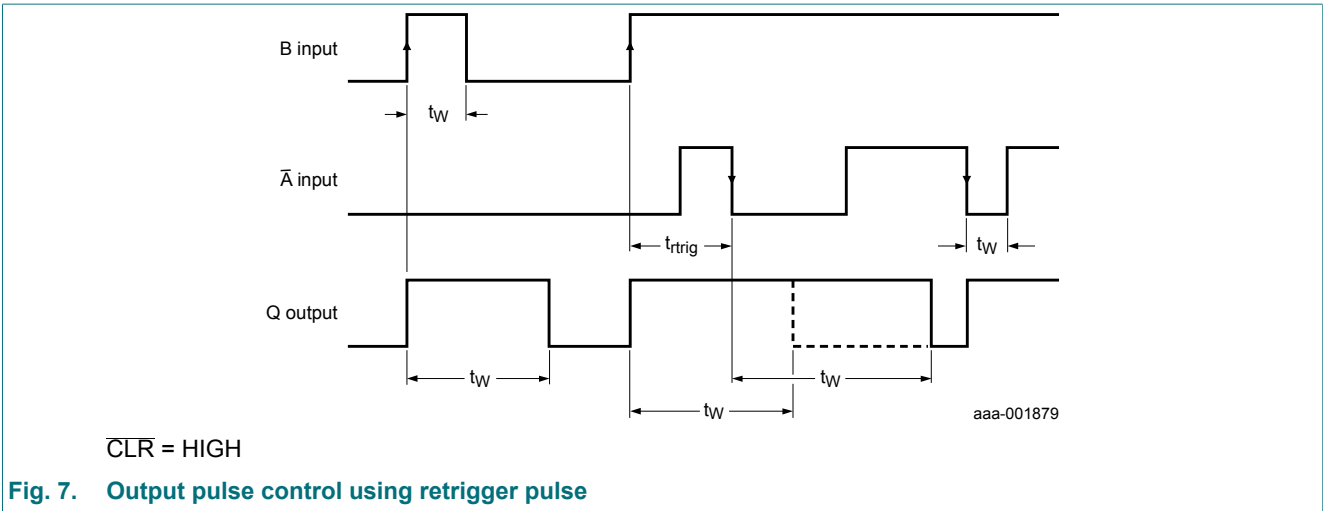 B input
tW
A̅ input
trtrig
tW
Q output
tW
tW
tW
aaa-001879
C̅L̅R̅ = HIGH
Fig. 7. Output pulse control using retrigger pulse